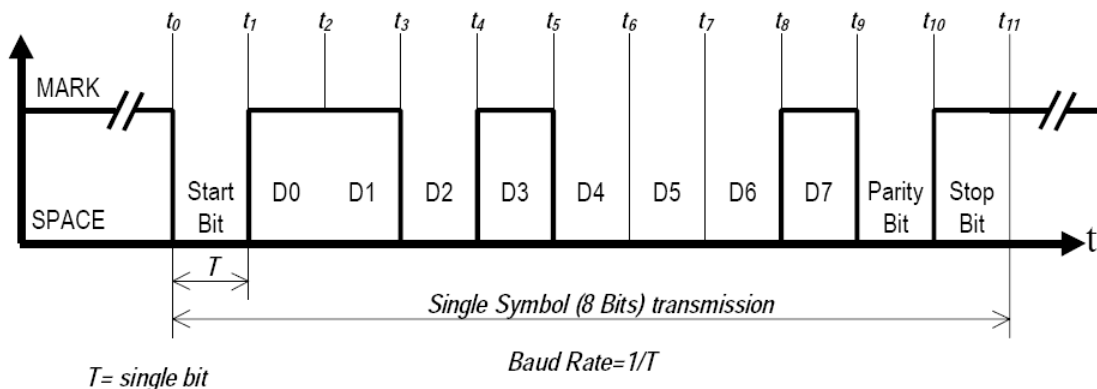 t0 t1 t2 t3 t4 t5 t6 t7 t8 t9 t10 t11
MARK
Start Bit D0 D1 D2 D3 D4 D5 D6 D7 Parity Bit Stop Bit
SPACE
t
T
Single Symbol (8 Bits) transmission
Baud Rate=1/T
T= single bit